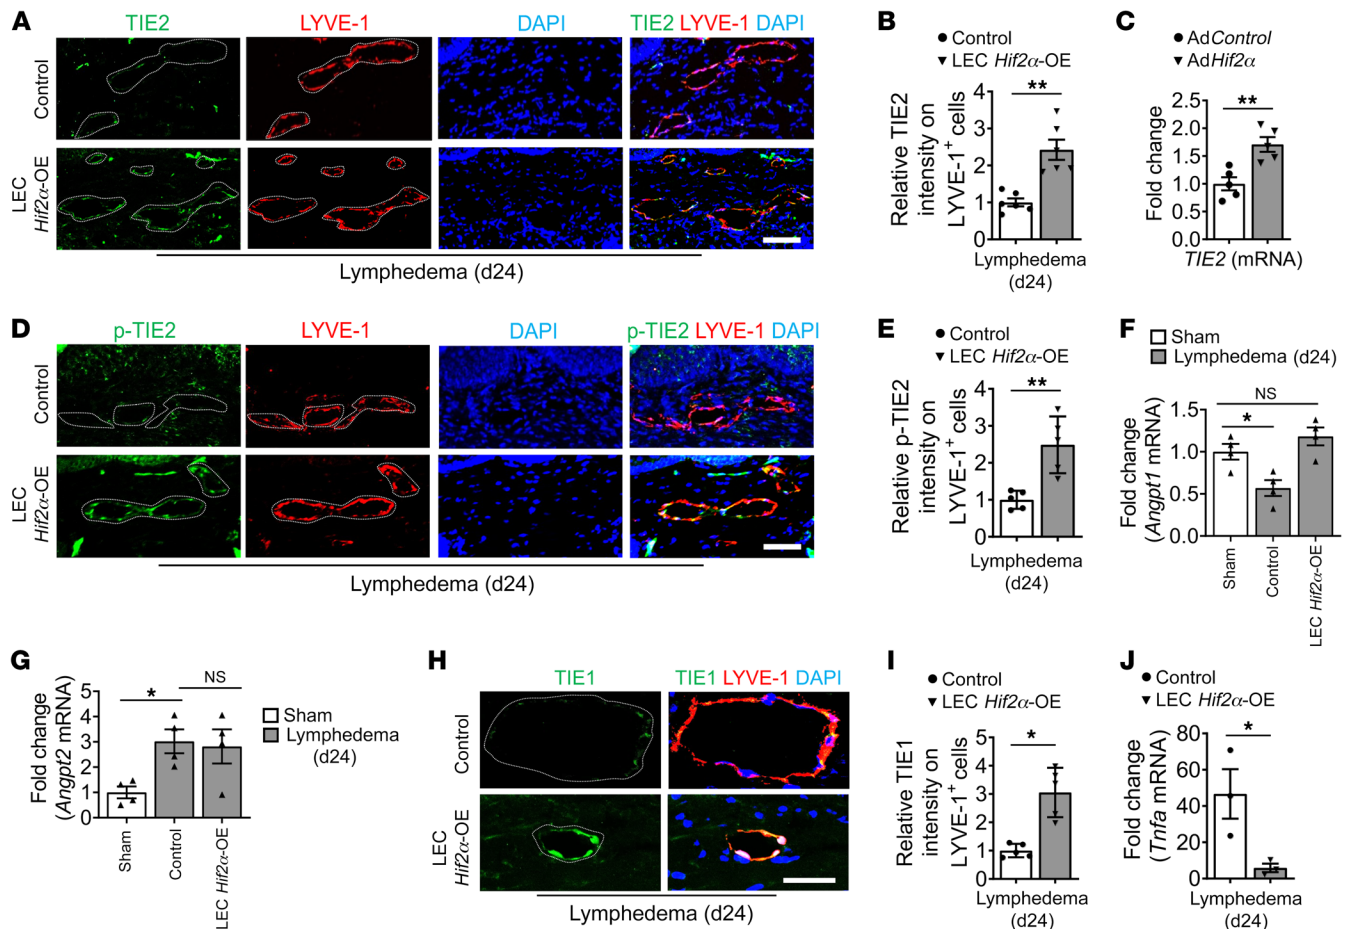 A
TIE2
LYVE-1
DAPI
TIE2 LYVE-1 DAPI
Control
LEC
Hif2α-OE
Lymphedema (d24)
B
Control
LEC Hif2α-OE
Relative TIE2
intensity on
LYVE-1+ cells
4
3
2
1
0
**
Lymphedema
(d24)
C
AdControl
AdHif2α
Fold change
2.5
2.0
1.5
1.0
0.5
0.0
**
TIE2 (mRNA)
D
p-TIE2
LYVE-1
DAPI
p-TIE2 LYVE-1 DAPI
Control
LEC
Hif2α-OE
Lymphedema (d24)
E
Control
LEC Hif2α-OE
Relative p-TIE2
intensity on
LYVE-1+ cells
4
3
2
1
0
**
Lymphedema
(d24)
F
Sham
Lymphedema (d24)
Fold change
(Angpt1 mRNA)
1.5
1.0
0.5
0.0
NS
*
Sham
Control
LEC Hif2α-OE
G
Fold change
(Angpt2 mRNA)
5
4
3
2
1
0
*
NS
Sham
Lymphedema
(d24)
Sham
Control
LEC Hif2α-OE
H
TIE1
TIE1 LYVE-1 DAPI
Control
LEC
Hif2α-OE
Lymphedema (d24)
I
Control
LEC Hif2α-OE
Relative TIE1
intensity on
LYVE-1+ cells
5
4
3
2
1
0
*
Lymphedema
(d24)
J
Control
LEC Hif2α-OE
Fold change
(Tnfa mRNA)
80
60
40
20
0
*
Lymphedema
(d24)